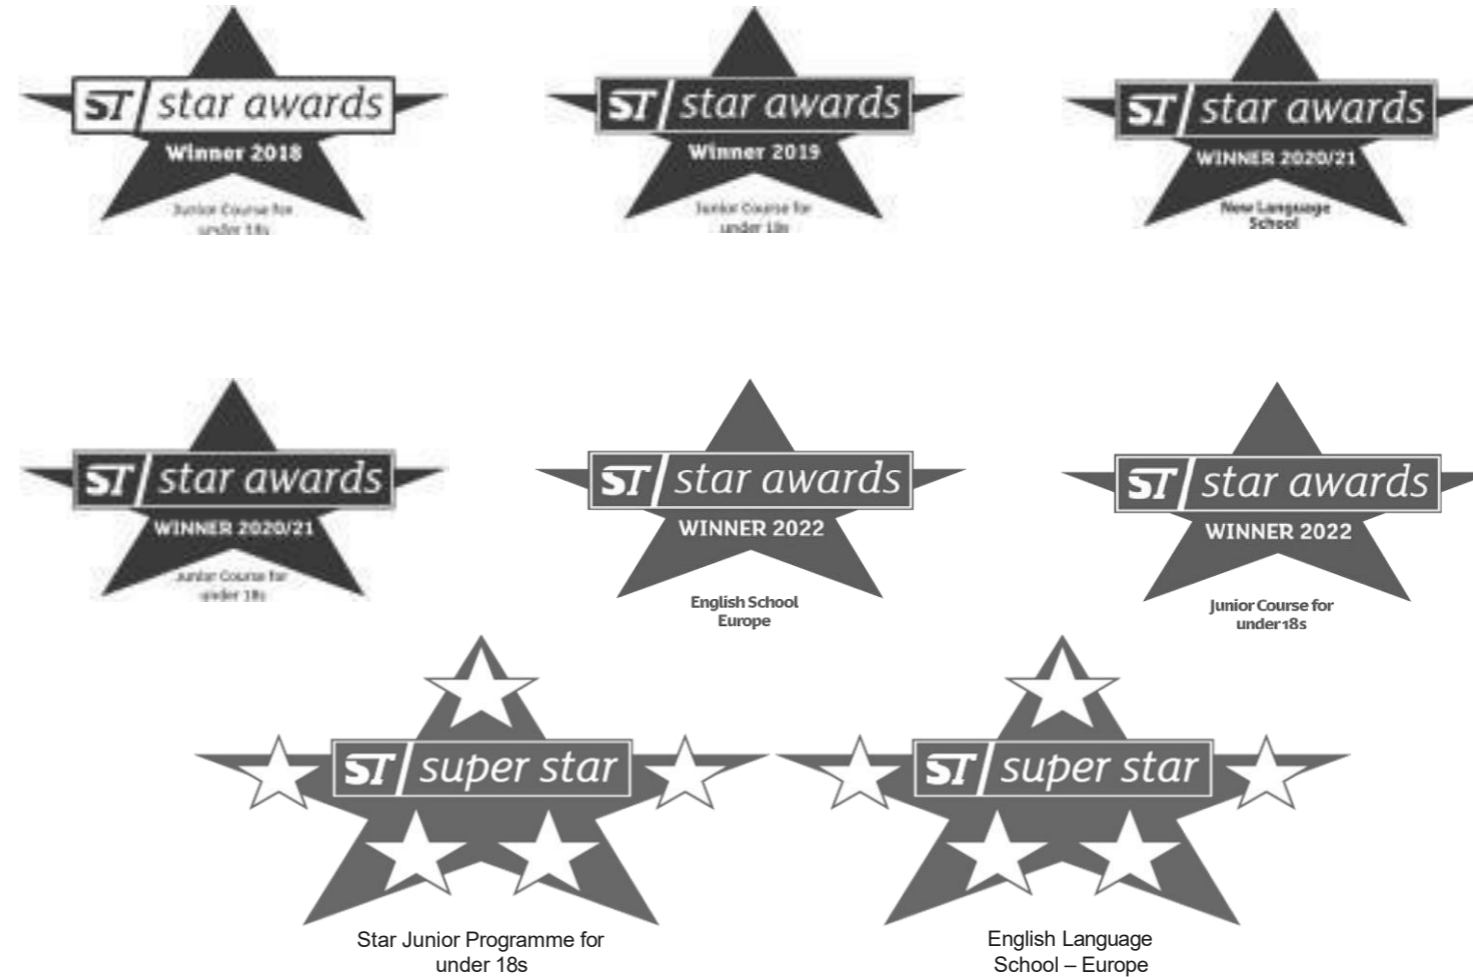 ST star awards
Winner 2018
Junior Course for
under 18s
ST star awards
Winner 2019
Junior Course for
under 18s
ST star awards
WINNER 2020/21
New Language
School
ST star awards
WINNER 2020/21
Junior Course for
under 18s
ST star awards
WINNER 2022
English School
Europe
ST star awards
WINNER 2022
Junior Course for
under 18s
ST super star
Star Junior Programme for
under 18s
ST super star
English Language
School – Europe